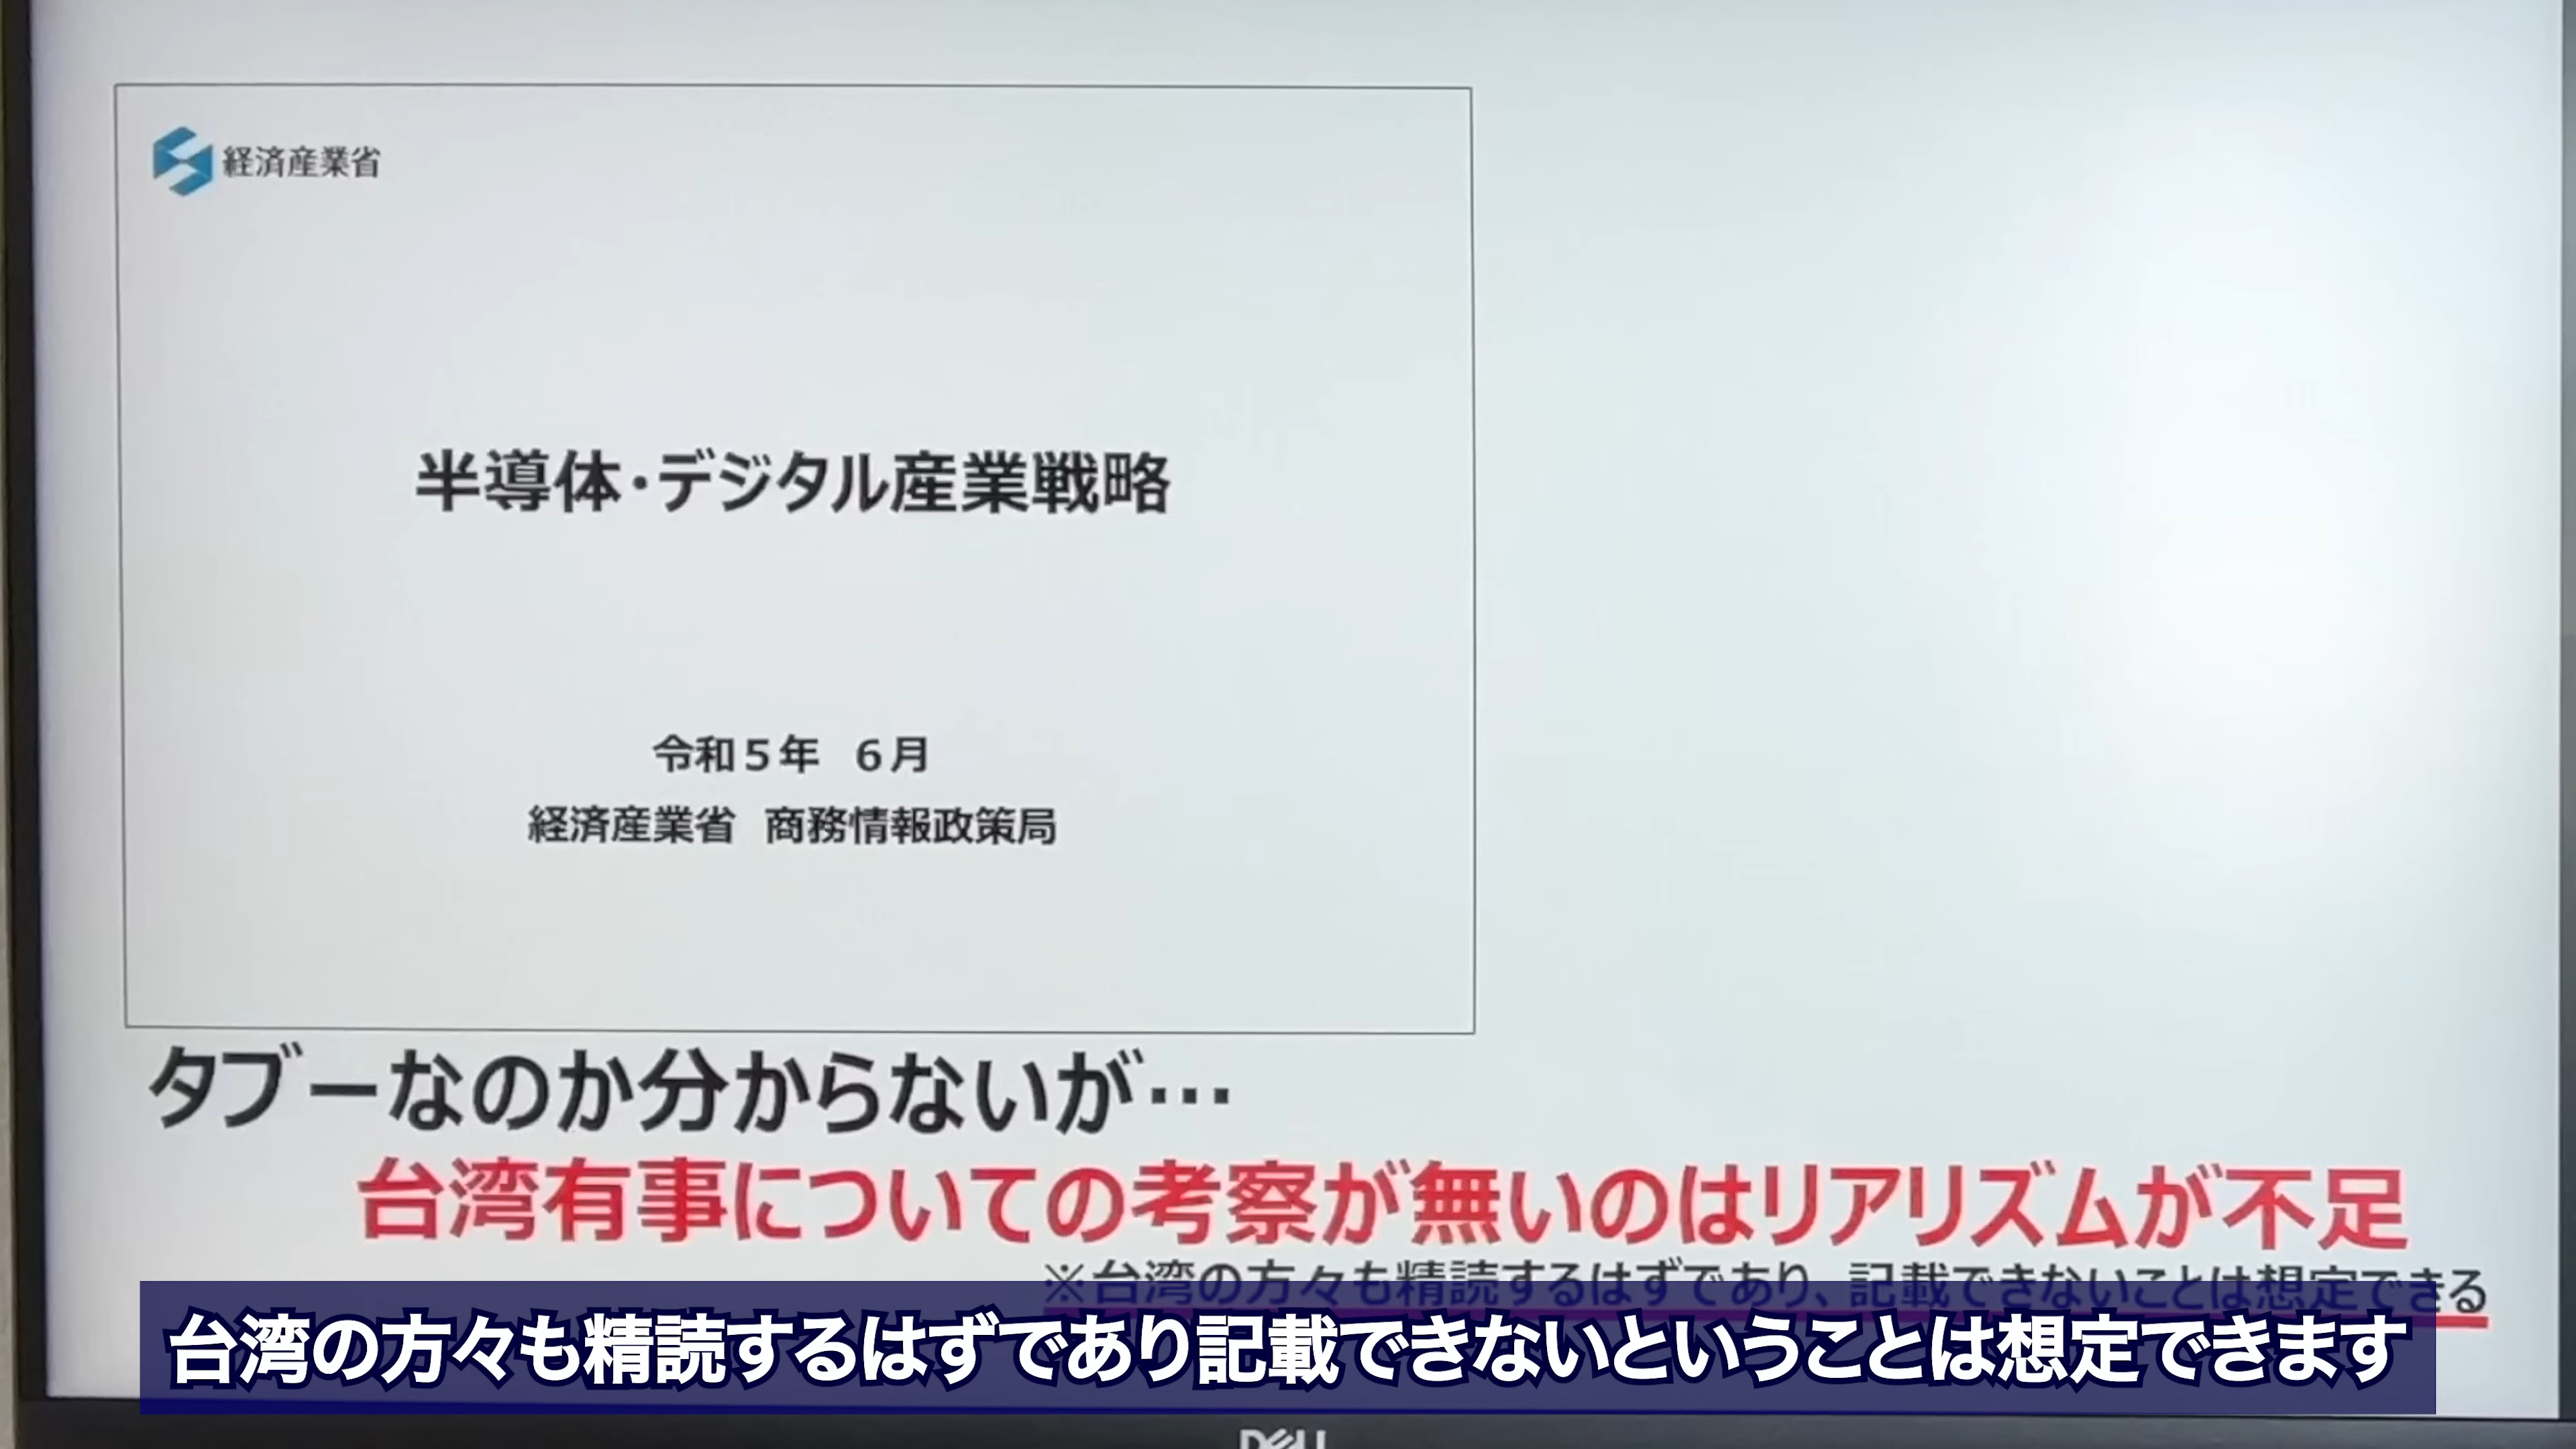 経済産業省
半導体・デジタル産業戦略
令和５年　６月
経済産業省　商務情報政策局
タブーなのか分からないが…
台湾有事についての考察が無いのはリアリズムが不足
※台湾の方々も精読するはずであり、記載できないことは想定できる
台湾の方々も精読するはずであり記載できないということは想定できます
DELL